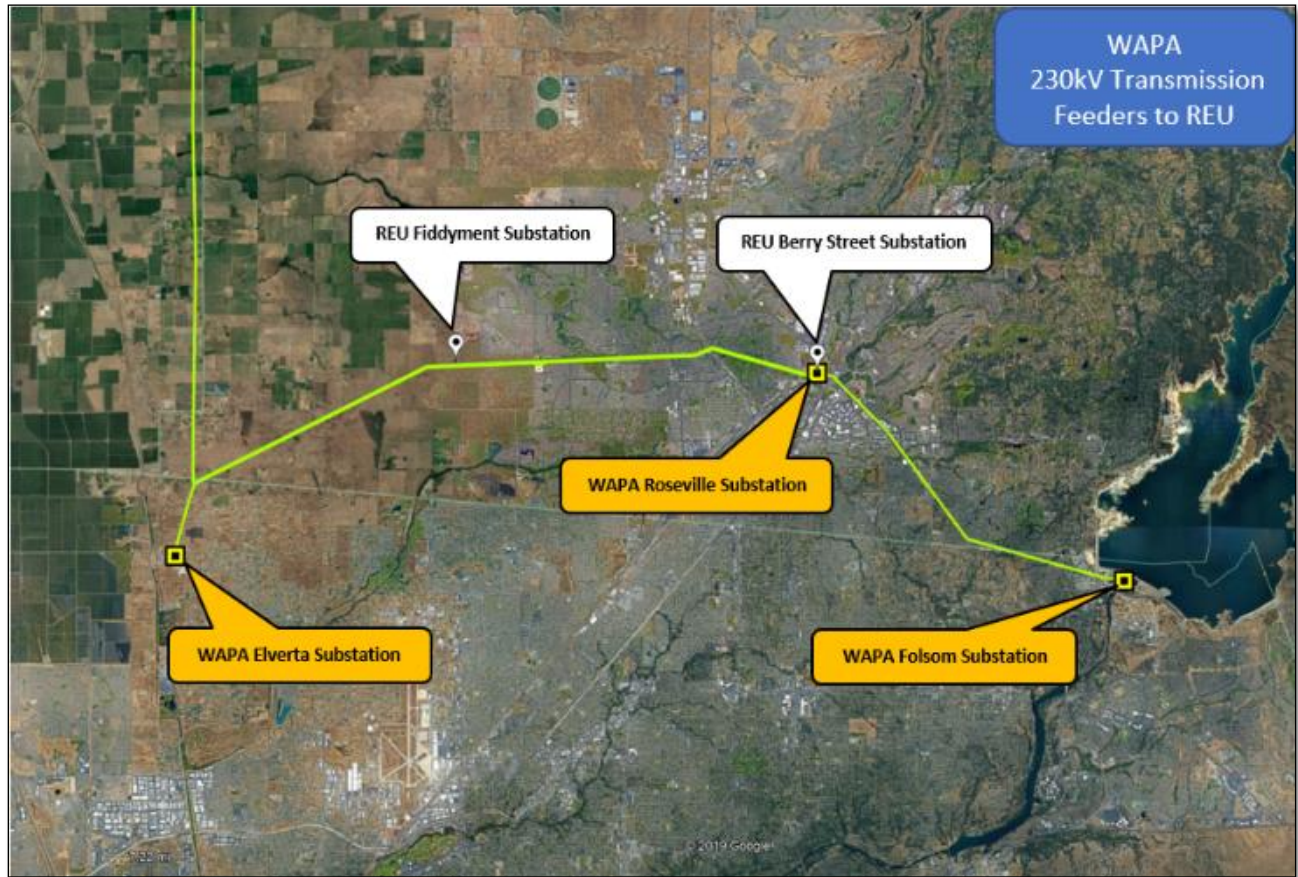 WAPA
230kV Transmission
Feeders to REU
REU Fiddyment Substation
REU Berry Street Substation
WAPA Roseville Substation
WAPA Elverta Substation
WAPA Folsom Substation
© 2019 Google